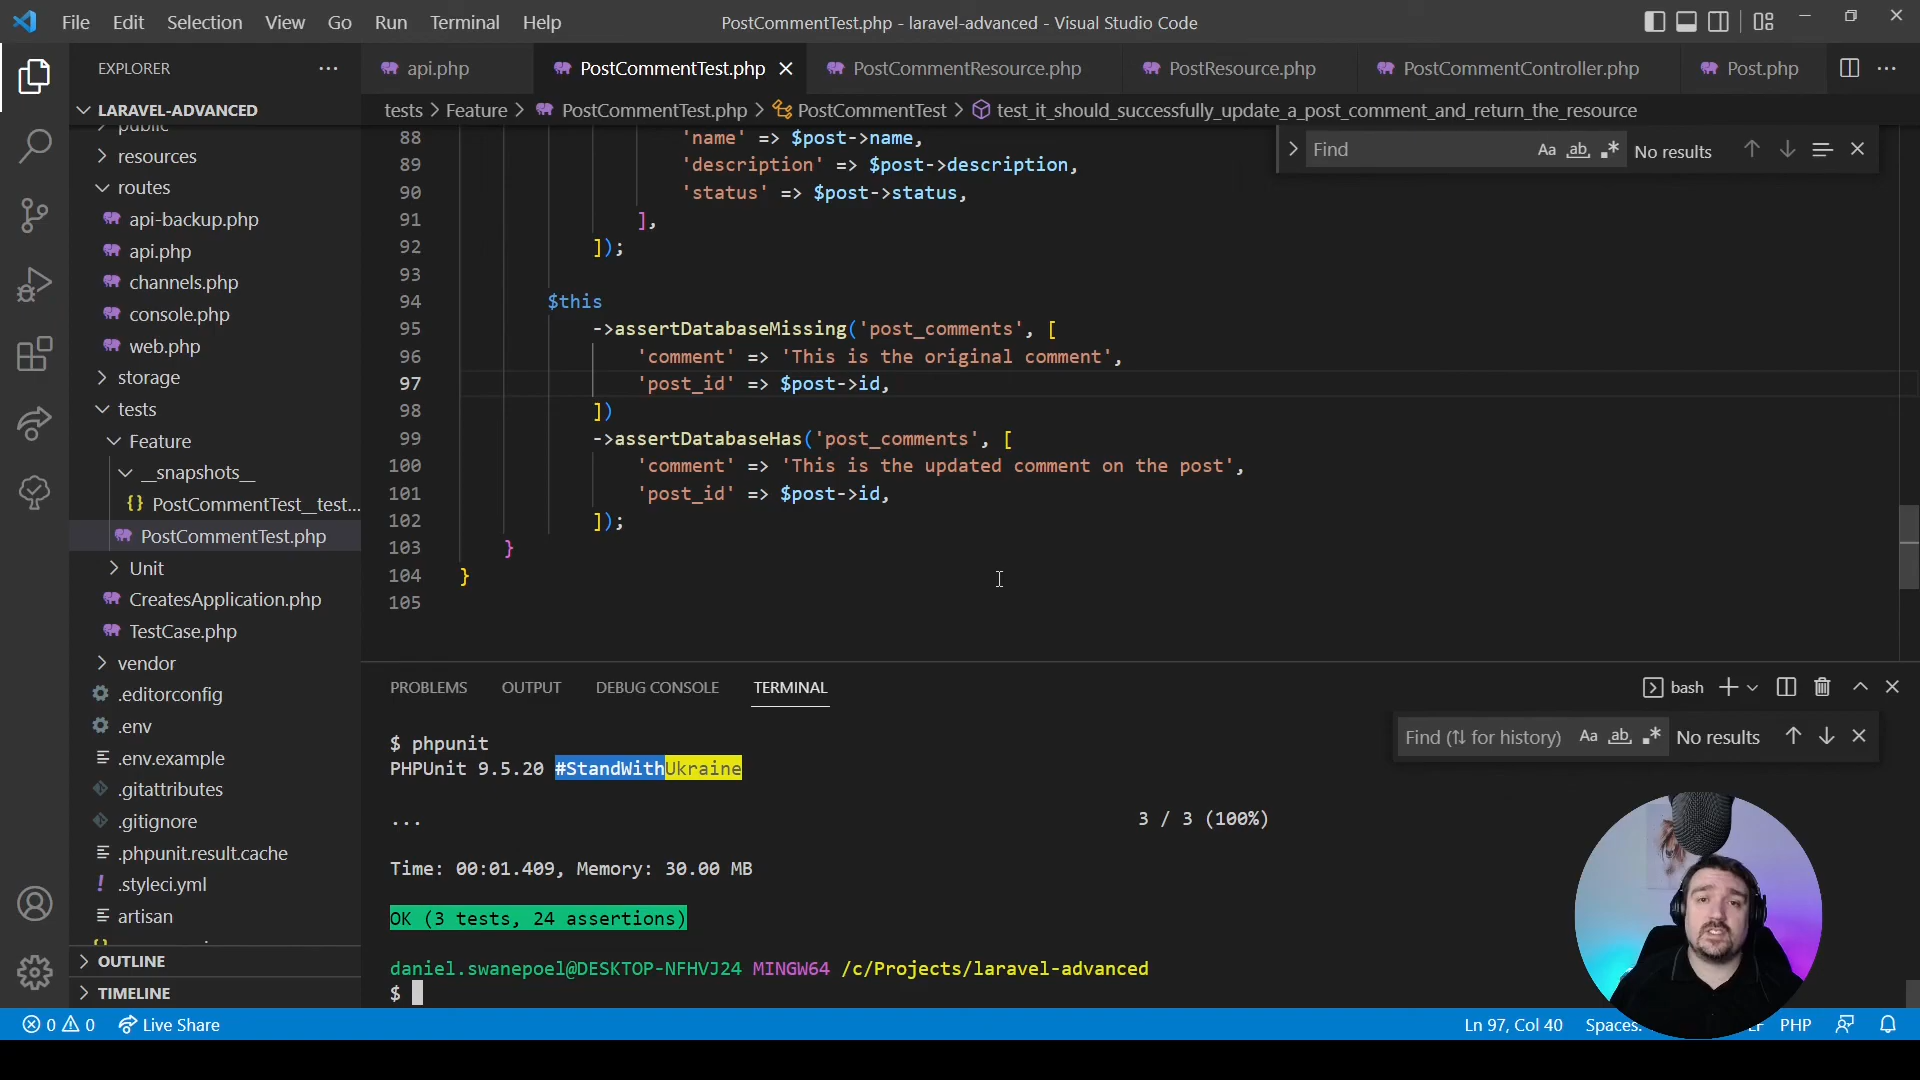 File Edit Selection View Go Run Terminal Help
PostCommentTest.php - laravel-advanced - Visual Studio Code
EXPLORER
LARAVEL-ADVANCED
public
resources
routes
api-backup.php
api.php
channels.php
console.php
web.php
storage
tests
Feature
__snapshots__
PostCommentTest__test...
PostCommentTest.php
Unit
CreatesApplication.php
TestCase.php
vendor
.editorconfig
.env
.env.example
.gitattributes
.gitignore
.phpunit.result.cache
.styleci.yml
artisan
OUTLINE
TIMELINE
api.php PostCommentTest.php PostCommentResource.php PostResource.php PostCommentController.php Post.php
tests > Feature > PostCommentTest.php > PostCommentTest > test_it_should_successfully_update_a_post_comment_and_return_the_resource
Find Aa ab No results
88 'name' => $post->name,
89 'description' => $post->description,
90 'status' => $post->status,
91 ],
92 ]);
93
94 $this
95 ->assertDatabaseMissing('post_comments', [
96 'comment' => 'This is the original comment',
97 'post_id' => $post->id,
98 ])
99 ->assertDatabaseHas('post_comments', [
100 'comment' => 'This is the updated comment on the post',
101 'post_id' => $post->id,
102 ]);
103 }
104 }
105
PROBLEMS OUTPUT DEBUG CONSOLE TERMINAL
bash
Find (⇅ for history) Aa ab No results
$ phpunit
PHPUnit 9.5.20 #StandWithUkraine
... 3 / 3 (100%)
Time: 00:01.409, Memory: 30.00 MB
OK (3 tests, 24 assertions)
daniel.swanepoel@DESKTOP-NFHVJ24 MINGW64 /c/Projects/laravel-advanced
$
0 0 Live Share
Ln 97, Col 40 Spaces: PHP